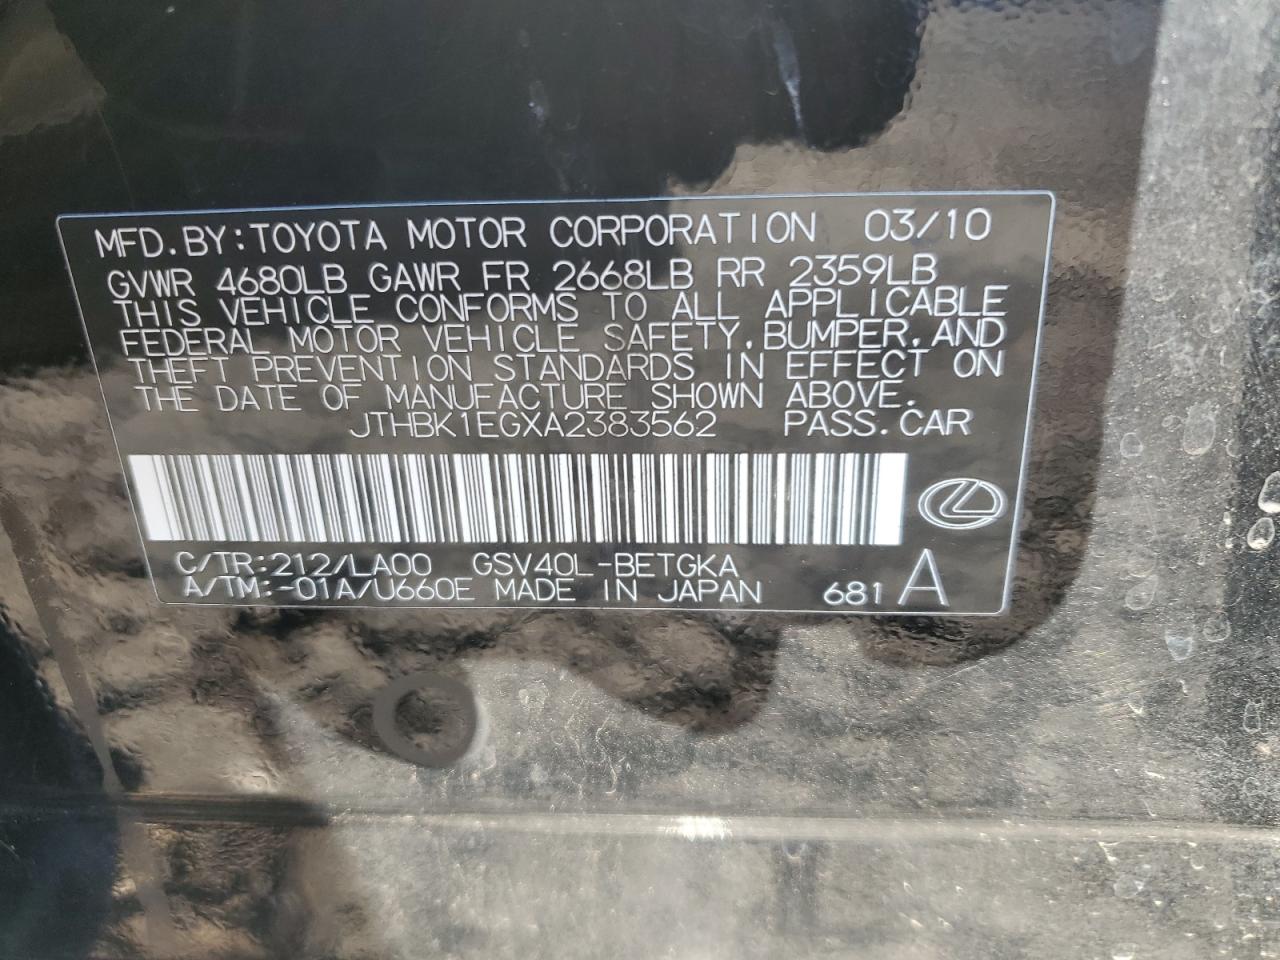 MFD.BY:TOYOTA MOTOR CORPORATION 03/10
GVWR 4680LB GAWR FR 2668LB RR 2359LB
THIS VEHICLE CONFORMS TO ALL APPLICABLE
FEDERAL MOTOR VEHICLE SAFETY,BUMPER,AND
THEFT PREVENTION STANDARDS IN EFFECT ON
THE DATE OF MANUFACTURE SHOWN ABOVE.
JTHBK1EGXA2383562 PASS.CAR
C/TR:212/LA00 GSV40L-BETGKA
A/TM:-01A/U660E MADE IN JAPAN 681 A